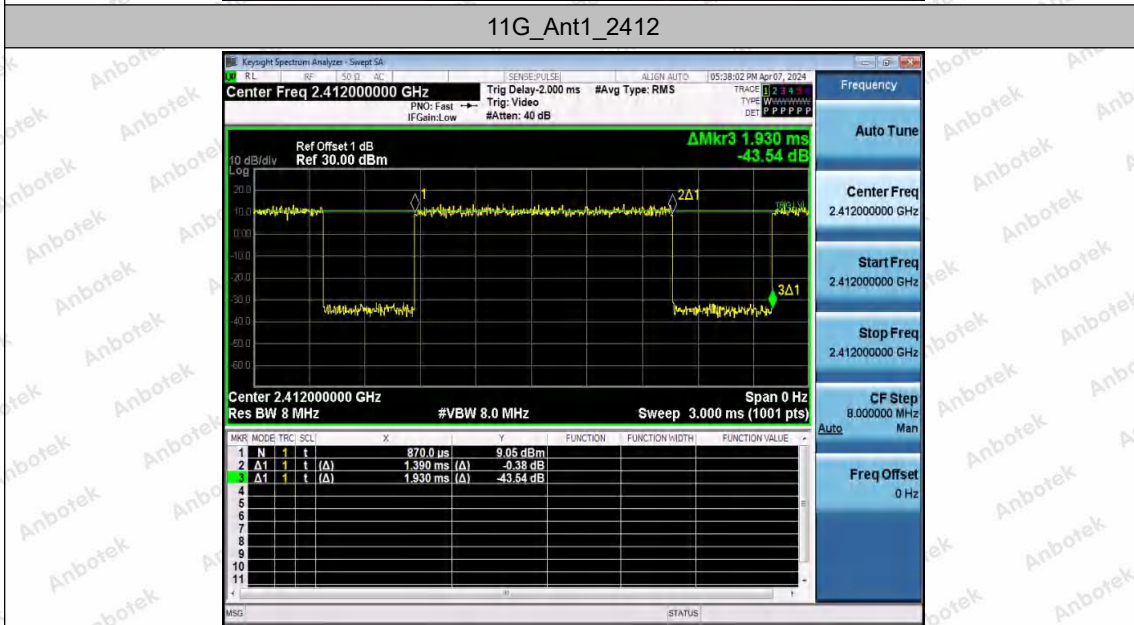 11G_Ant1_2412
Keysight Spectrum Analyzer - Swept SA
RL RF 50 Ω AC SENSE:PULSE ALIGN AUTO 05:38:02 PM Apr 07, 2024
Center Freq 2.412000000 GHz
PNO: Fast
IFGain:Low
Trig Delay-2.000 ms
Trig: Video
#Atten: 40 dB
#Avg Type: RMS
TRACE 1 2 3 4 5 6
TYPE WWWWWW
DET P P P P P P
Frequency
ΔMkr3 1.930 ms
-43.54 dB
Ref Offset 1 dB
10 dB/div Ref 30.00 dBm
Log
20.0
10.0
0.00
-10.0
-20.0
-30.0
-40.0
-50.0
-60.0
1
2Δ1
TRIG LVL
3Δ1
Center 2.412000000 GHz Span 0 Hz
Res BW 8 MHz #VBW 8.0 MHz Sweep 3.000 ms (1001 pts)
MKR MODE TRC SCL X Y FUNCTION FUNCTION WIDTH FUNCTION VALUE
1 N 1 t 870.0 µs 9.05 dBm
2 Δ1 1 t (Δ) 1.390 ms (Δ) -0.38 dB
3 Δ1 1 t (Δ) 1.930 ms (Δ) -43.54 dB
4
5
6
7
8
9
10
11
MSG STATUS
Auto Tune
Center Freq
2.412000000 GHz
Start Freq
2.412000000 GHz
Stop Freq
2.412000000 GHz
CF Step
8.000000 MHz
Auto Man
Freq Offset
0 Hz
Anbotek